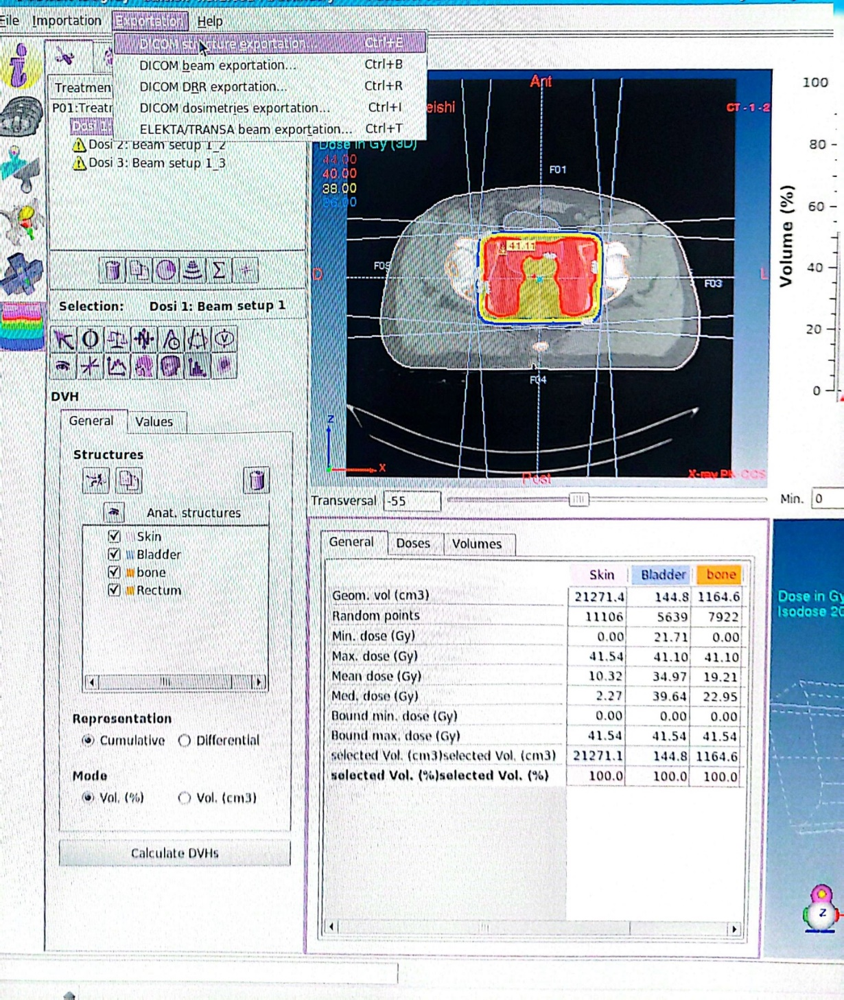 File Importation Exportation Help
DICOM structure exportation... Ctrl+E
DICOM beam exportation... Ctrl+B
DICOM DRR exportation... Ctrl+R
DICOM dosimetries exportation... Ctrl+I
ELEKTA/TRANSA beam exportation... Ctrl+T
Treatmen
P01:Treatr
Dosi 1:
Dosi 2: Beam setup 1_2
Dosi 3: Beam setup 1_3
Selection: Dosi 1: Beam setup 1
DVH
General Values
Structures
Anat. structures
Skin
Bladder
bone
Rectum
Representation
Cumulative Differential
Mode
Vol. (%) Vol. (cm3)
Calculate DVHs
Ant
eishi
CT-1-2
Dose in Gy (3D)
44.00
40.00
38.00
F01
41.11
D
L
F03
F04
Z
X
Post
Transversal -55
Min. 0
Volume (%)
100
80
60
40
20
0
General Doses Volumes
Skin Bladder bone
Geom. vol (cm3) 21271.4 144.8 1164.6
Random points 11106 5639 7922
Min. dose (Gy) 0.00 21.71 0.00
Max. dose (Gy) 41.54 41.10 41.10
Mean dose (Gy) 10.32 34.97 19.21
Med. dose (Gy) 2.27 39.64 22.95
Bound min. dose (Gy) 0.00 0.00 0.00
Bound max. dose (Gy) 41.54 41.54 41.54
selected Vol. (cm3)selected Vol. (cm3) 21271.1 144.8 1164.6
selected Vol. (%)selected Vol. (%) 100.0 100.0 100.0
Dose in Gy
Isodose 20
Z